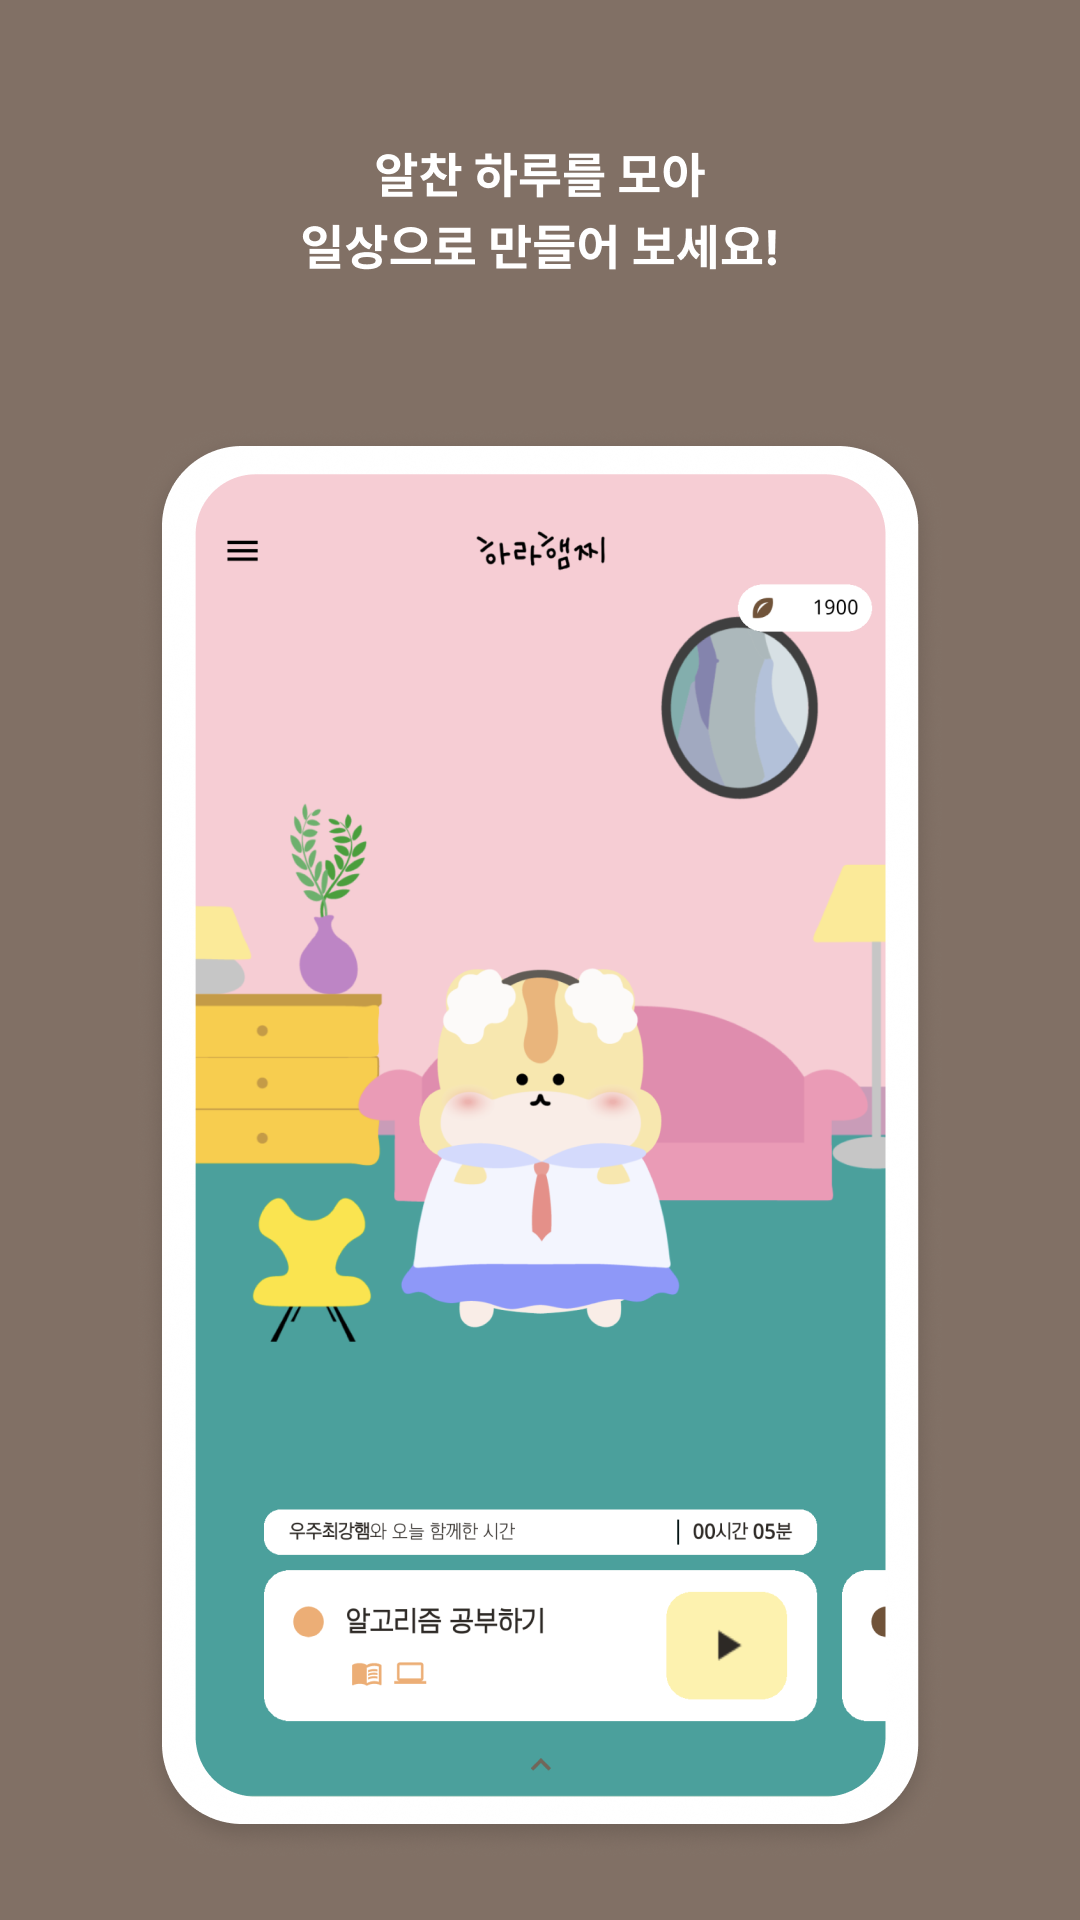 알찬 하루를 모아
일상으로 만들어 보세요!
하라햄찌
1900
우주최강햄와 오늘 함께한 시간
00시간 05분
알고리즘 공부하기